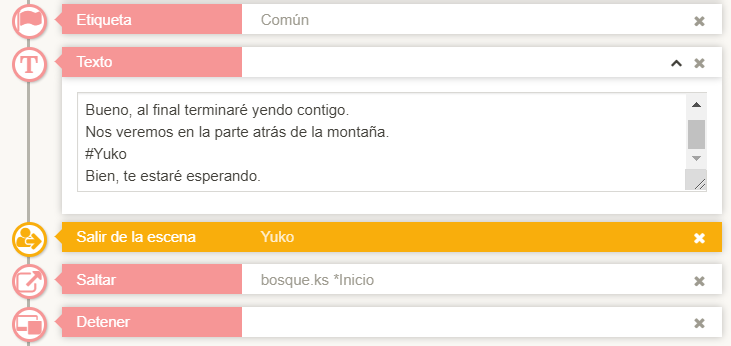 Etiqueta Común
Texto
Bueno, al final terminaré yendo contigo.
Nos veremos en la parte atrás de la montaña.
#Yuko
Bien, te estaré esperando.
Salir de la escena Yuko
Saltar bosque.ks *Inicio
Detener